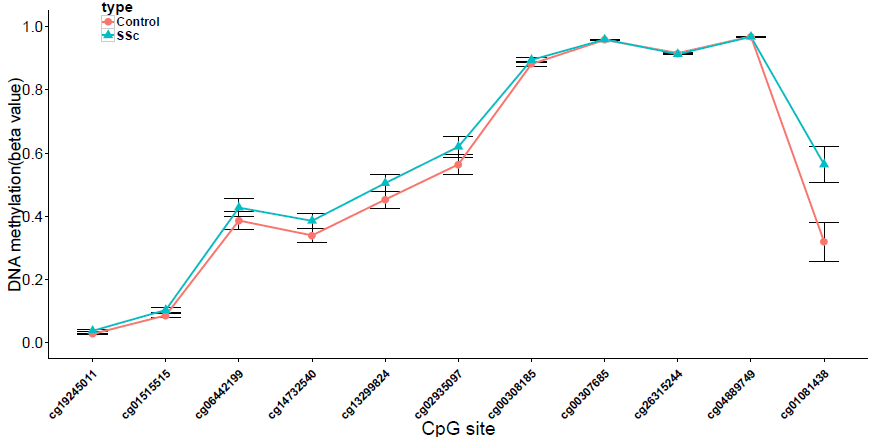 type
Control
SSc
DNA methylation(beta value)
1.0
0.8
0.6
0.4
0.2
0.0
cg19245011
cg01515515
cg06442199
cg14732540
cg13299824
cg02935097
cg00308185
cg00307685
cg26315244
cg04889749
cg01081438
CpG site